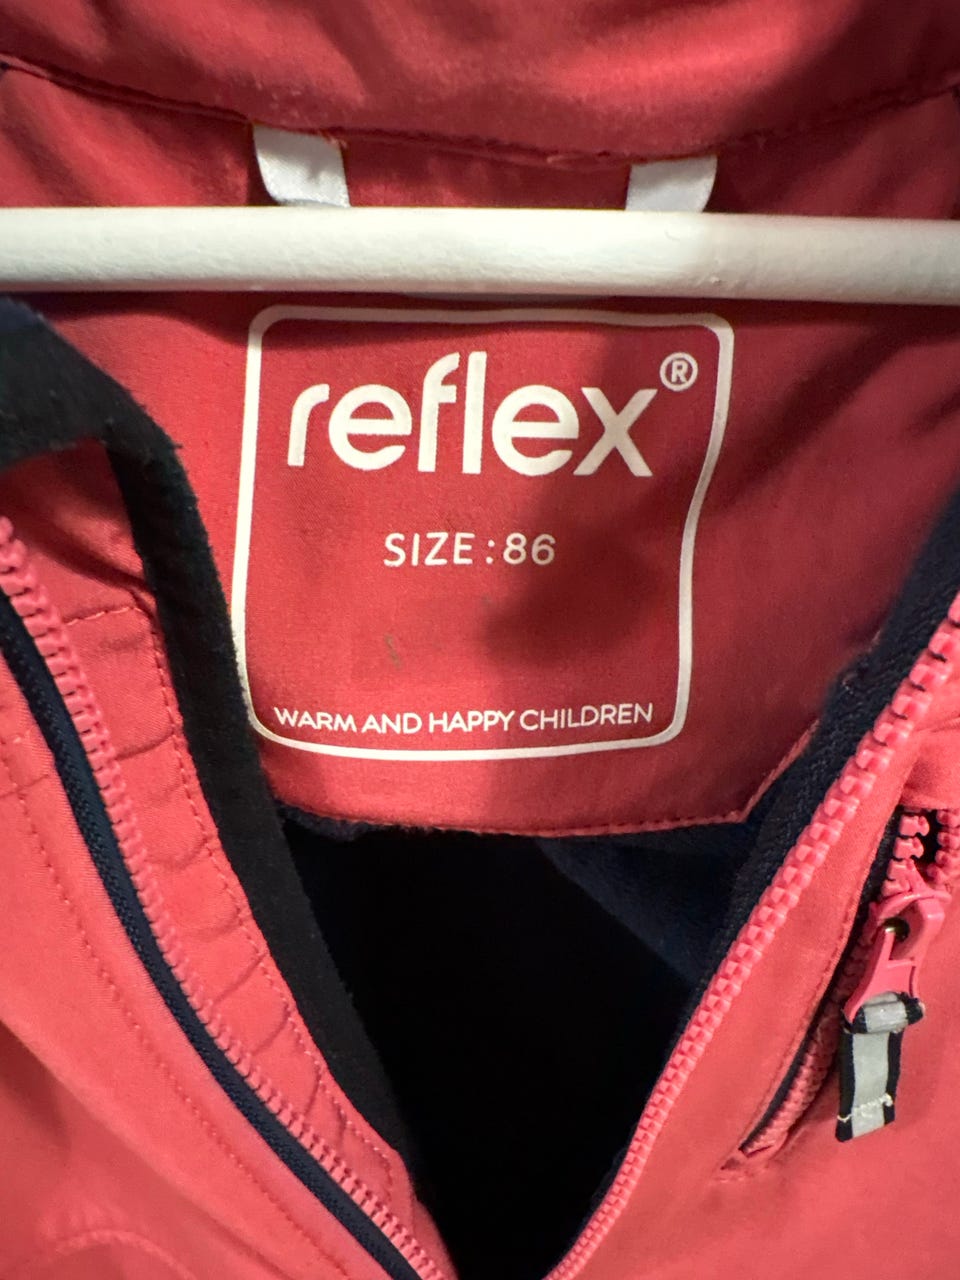 reflex®
SIZE:86
WARM AND HAPPY CHILDREN